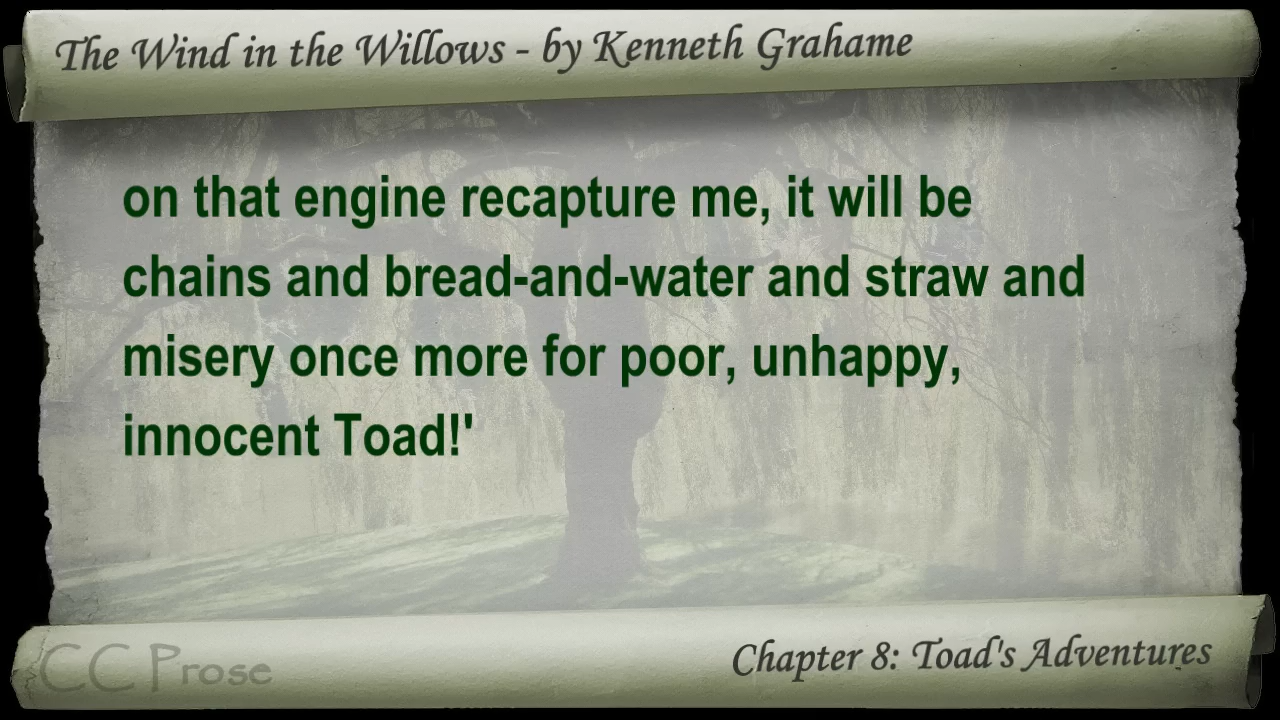 The Wind in the Willows - by Kenneth Grahame
on that engine recapture me, it will be
chains and bread-and-water and straw and
misery once more for poor, unhappy,
innocent Toad!'
CC Prose
Chapter 8: Toad's Adventures